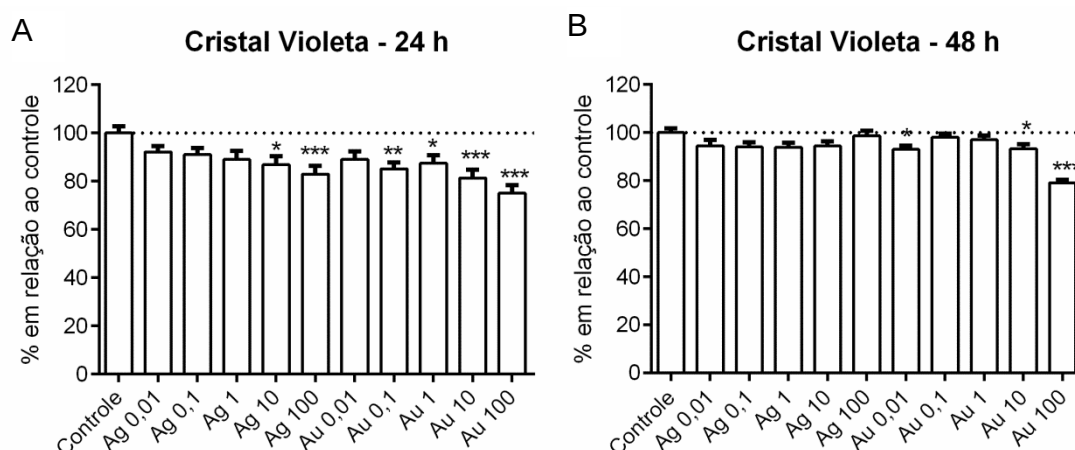 A
Cristal Violeta - 24 h
% em relação ao controle
120
100
80
60
40
20
0
*
***
**
*
***
***
Controle
Ag 0,01
Ag 0,1
Ag 1
Ag 10
Ag 100
Au 0,01
Au 0,1
Au 1
Au 10
Au 100
B
Cristal Violeta - 48 h
% em relação ao controle
120
100
80
60
40
20
0
*
*
***
Controle
Ag 0,01
Ag 0,1
Ag 1
Ag 10
Ag 100
Au 0,01
Au 0,1
Au 1
Au 10
Au 100